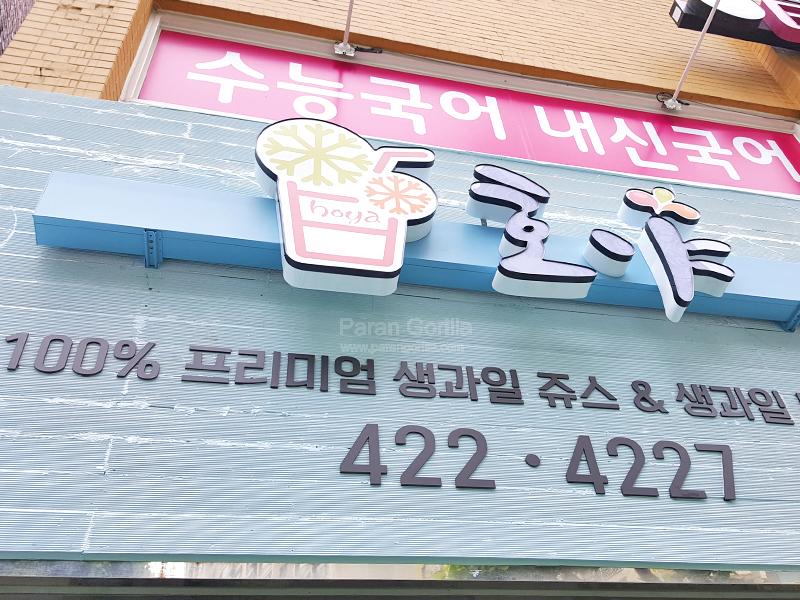 수능국어 내신국어
hoya
호야
Paran Gorilla
100% 프리미엄 생과일 쥬스 & 생과일
422·4227